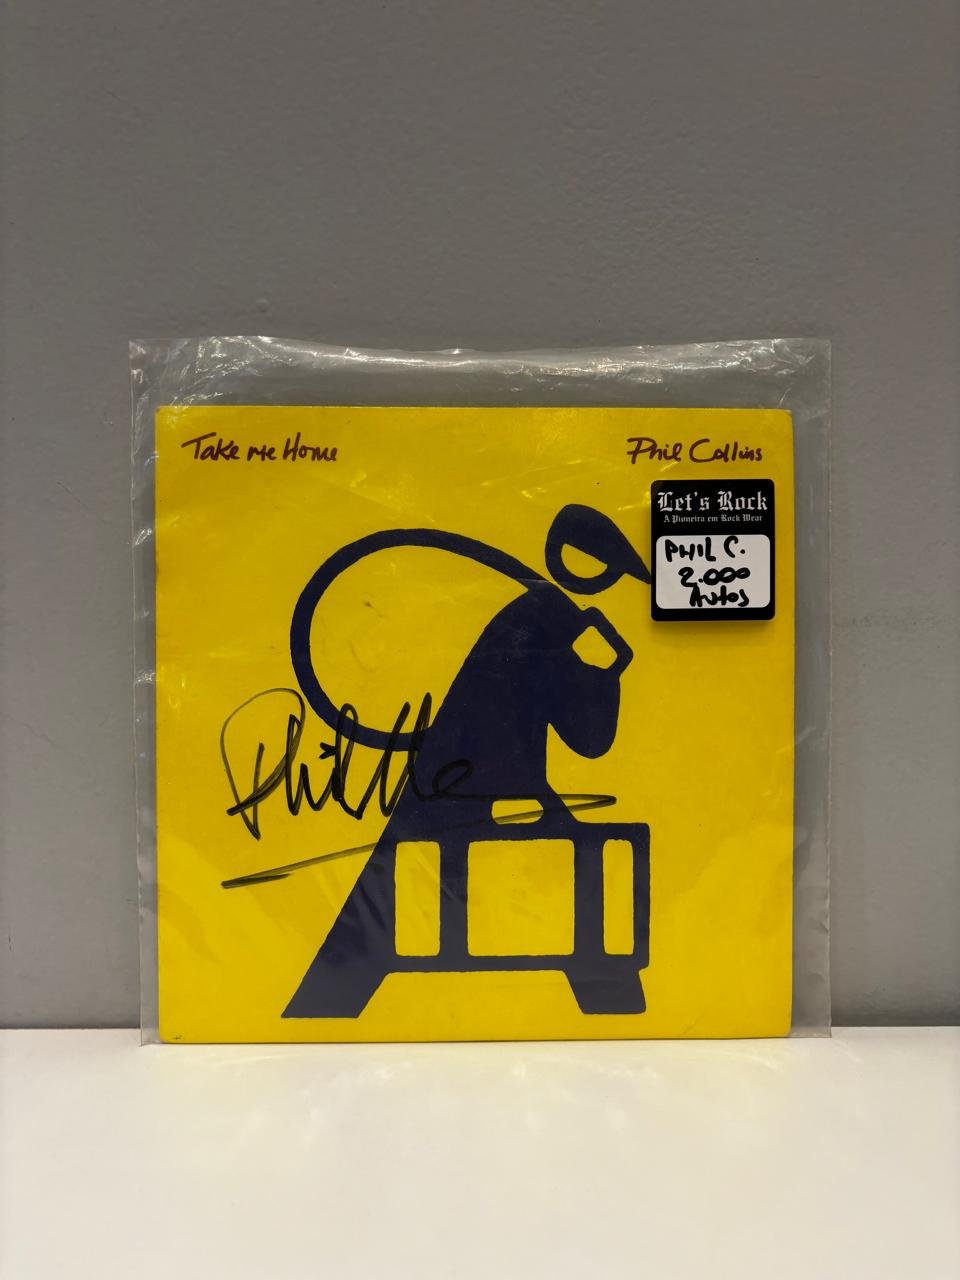 Take Me Home
Phil Collins
Let's Rock
A Pioneira em Rock Wear
PHIL C.
2.000
Autos